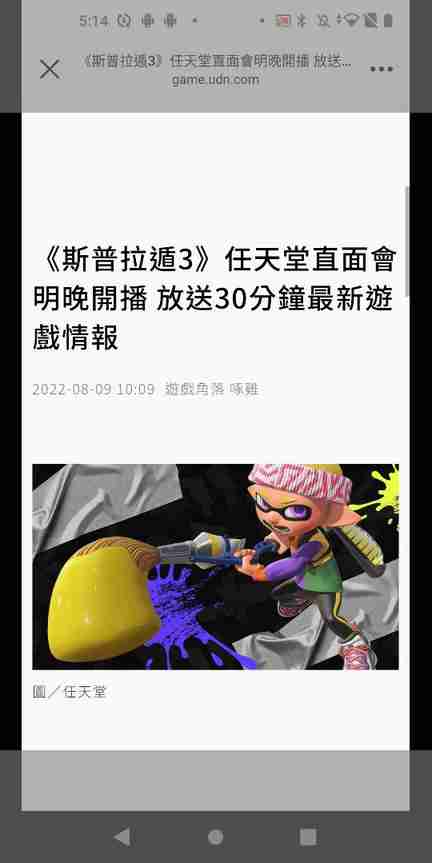 5:14
《斯普拉遁3》任天堂直面會明晚開播 放送...
game.udn.com
《斯普拉遁3》任天堂直面會
明晚開播 放送30分鐘最新遊
戲情報
2022-08-09 10:09 遊戲角落 啄雞
圖／任天堂